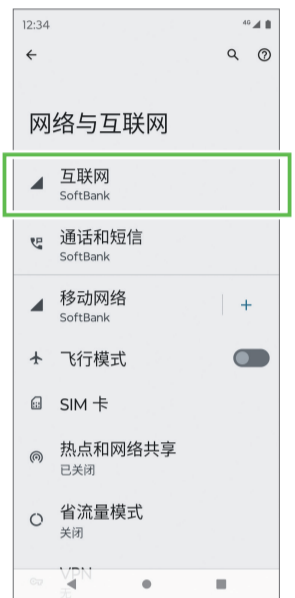 12:34
4G
网络与互联网
互联网
SoftBank
通话和短信
SoftBank
移动网络
SoftBank
飞行模式
SIM 卡
热点和网络共享
已关闭
省流量模式
关闭
VPN
无